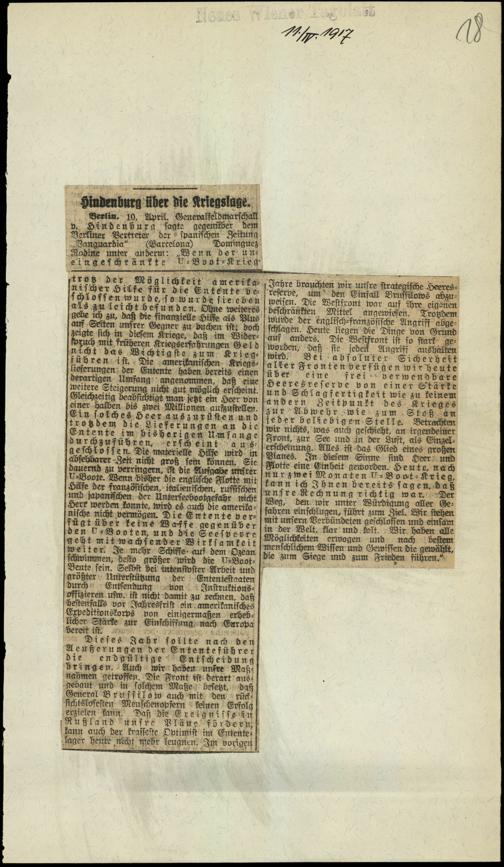 Neues Wiener Tagblatt
11/IV. 1917
28
Hindenburg über die Kriegslage.
Berlin, 10. April. Generalfeldmarschall
v. Hindenburg sagte gegenüber dem
Berliner Vertreter der spanischen Zeitung
„Vanguardia“ (Barcelona) Dominguez
Rodino unter anderm: „Wenn der un-
eingeschränkte U-Boot-Krieg
trotz der Möglichkeit amerika-
nischer Hilfe für die Entente be-
schlossen wurde, so wurde sie eben
als zu leicht befunden. Ohne weiteres
gebe ich zu, daß die finanzielle Hilfe als Plus
auf Seiten unsrer Gegner zu buchen ist; doch
zeigte sich in diesem Kriege, daß im Wider-
spruch mit früheren Kriegserfahrungen Geld
nicht das Wichtigste zum Krieg-
führen ist. Die amerikanischen Kriegs-
lieferungen der Entente haben bereits einen
derartigen Umfang angenommen, daß eine
weitere Steigerung nicht gut möglich erscheint.
Gleichzeitig beabsichtigt man jetzt ein Heer von
einer halben bis zwei Millionen aufzustellen.
Ein solches Heer auszurüsten und
trotzdem die Lieferungen an die
Entente im bisherigen Umfange
durchzuführen, erscheint aus-
geschlossen. Die materielle Hilfe wird in
absehbarer Zeit nicht groß sein können. Sie
dauernd zu verringern, ist die Aufgabe unsrer
U-Boote. Wenn bisher die englische Flotte mit
Hilfe der französischen, italienischen, russischen
und japanischen der Unterseebootgefahr nicht
Herr werden konnte, wird es auch die amerika-
nische nicht vermögen. Die Entente ver-
fügt über keine Waffe gegenüber
den U-Booten, und die Seesperre
geht mit wachsender Wirksamkeit
weiter. Je mehr Schiffe auf dem Ozean
schwimmen, desto größer wird die U-Boot-
Beute sein. Selbst bei intensivster Arbeit und
größter Unterstützung der Ententestaaten
durch Entsendung von Instruktions-
offizieren usw. ist nicht damit zu rechnen, daß
bestenfalls vor Jahresfrist ein amerikanisches
Expeditionskorps von einigermaßen erheb-
licher Stärke zur Einschiffung nach Europa
bereit ist.
Dieses Jahr sollte nach den
Aeußerungen der Ententeführer
die endgültige Entscheidung
bringen. Auch wir haben unsre Maß-
nahmen getroffen. Die Front ist derart aus-
gebaut und in solchem Maße besetzt, daß
General Brussilow auch mit den rück-
sichtslosesten Menschenopfern keinen Erfolg
erzielen kann. Daß die Ereignisse in
Rußland unsre Pläne fördern,
kann auch der krasseste Optimist im Entente-
lager heute nicht mehr leugnen. Im vorigen
Jahre brauchten wir unsre strategische Heeres-
reserve, um den Einfall Brussilows abzu-
weisen. Die Westfront war auf ihre eigenen
beschränkten Mittel angewiesen. Trotzdem
wurde der englisch-französische Angriff abge-
schlagen. Heute liegen die Dinge von Grund
auf anders. Die Westfront ist so stark ge-
worden, daß sie jeden Angriff aushalten
wird. Bei absoluter Sicherheit
aller Fronten verfügen wir heute
über eine frei verwendbare
Heeresreserve von einer Stärke
und Schlagfertigkeit wie zu keinem
andern Zeitpunkt des Krieges
zur Abwehr wie zum Stoß an
jeder beliebigen Stelle. Betrachten
wir nichts, was auch geschieht, an irgendeiner
Front, zur See und in der Luft, als Einzel-
erscheinung. Alles ist das Glied eines großen
Planes. In diesem Sinne sind Heer und
Flotte eine Einheit geworden. Heute, nach
nur zwei Monaten U-Boot-Krieg,
kann ich Ihnen bereits sagen, daß
unsre Rechnung richtig war. Der
Weg, den wir unter Würdigung aller Ge-
fahren einschlugen, führt zum Ziel. Wir stehen
mit unsern Verbündeten geschlossen und einsam
in der Welt, klar und kalt. Wir haben alle
Möglichkeiten erwogen und nach bestem
menschlichem Wissen und Gewissen die gewählt,
die zum Siege und zum Frieden führen.“